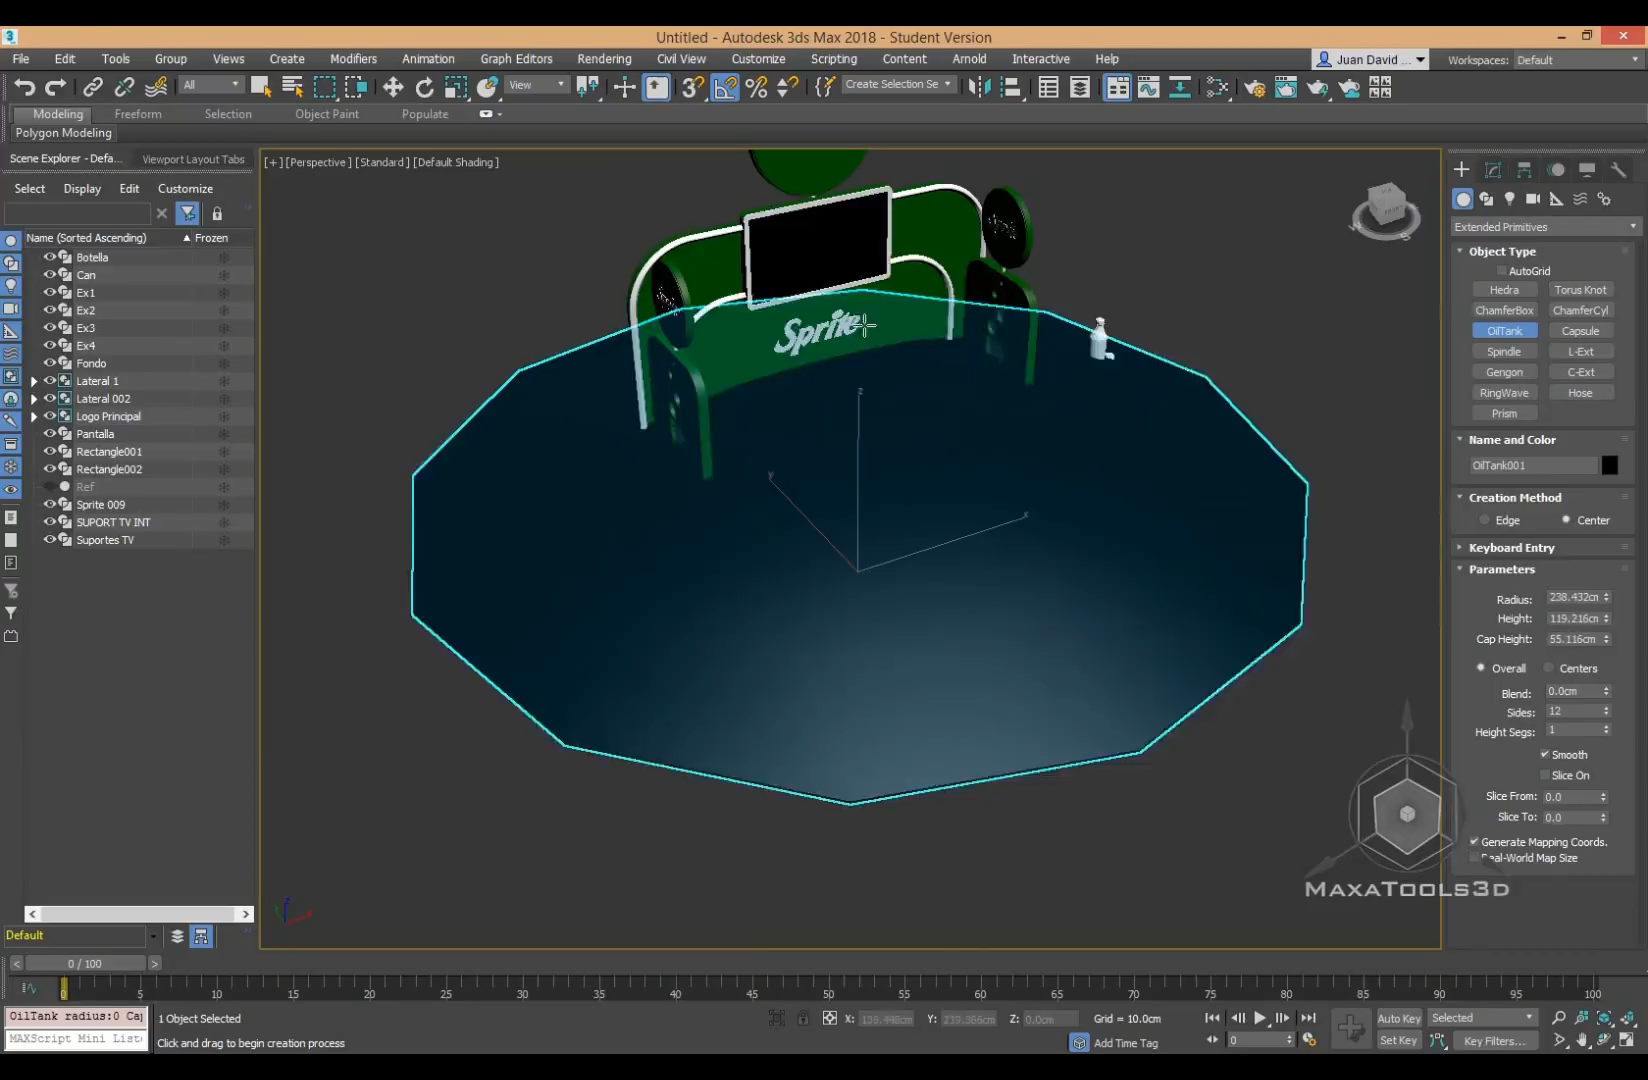 Untitled - Autodesk 3ds Max 2018 - Student Version
File Edit Tools Group Views Create Modifiers Animation Graph Editors Rendering Civil View Customize Scripting Content Arnold Interactive Help Juan David ... Workspaces: Default
All View Create Selection Se
Modeling Freeform Selection Object Paint Populate
Polygon Modeling
Scene Explorer - Defa... Viewport Layout Tabs
[+] [Perspective] [Standard] [Default Shading]
Select Display Edit Customize
Name (Sorted Ascending) Frozen
Botella
Can
Ex1
Ex2
Ex3
Ex4
Fondo
Lateral 1
Lateral 002
Logo Principal
Pantalla
Rectangle001
Rectangle002
Ref
Sprite 009
SUPORT TV INT
Suportes TV
Default
Sprite
z
y
x
FRONT
Extended Primitives
Object Type
AutoGrid
Hedra Torus Knot
ChamferBox ChamferCyl
OilTank Capsule
Spindle L-Ext
Gengon C-Ext
RingWave Hose
Prism
Name and Color
OilTank001
Creation Method
Edge Center
Keyboard Entry
Parameters
Radius: 238.432cm
Height: 119.216cm
Cap Height: 55.116cm
Overall Centers
Blend: 0.0cm
Sides: 12
Height Segs: 1
Smooth
Slice On
Slice From: 0.0
Slice To: 0.0
Generate Mapping Coords.
Real-World Map Size
MAXATOOLS3D
0 / 100
0 5 10 15 20 25 30 35 40 45 50 55 60 65 70 75 80 85 90 95 100
OilTank radius:0 Ca
MAXScript Mini List
1 Object Selected
Click and drag to begin creation process
X: Y: Z: 0.0cm Grid = 10.0cm
Add Time Tag
0
Auto Key Selected
Set Key Key Filters...